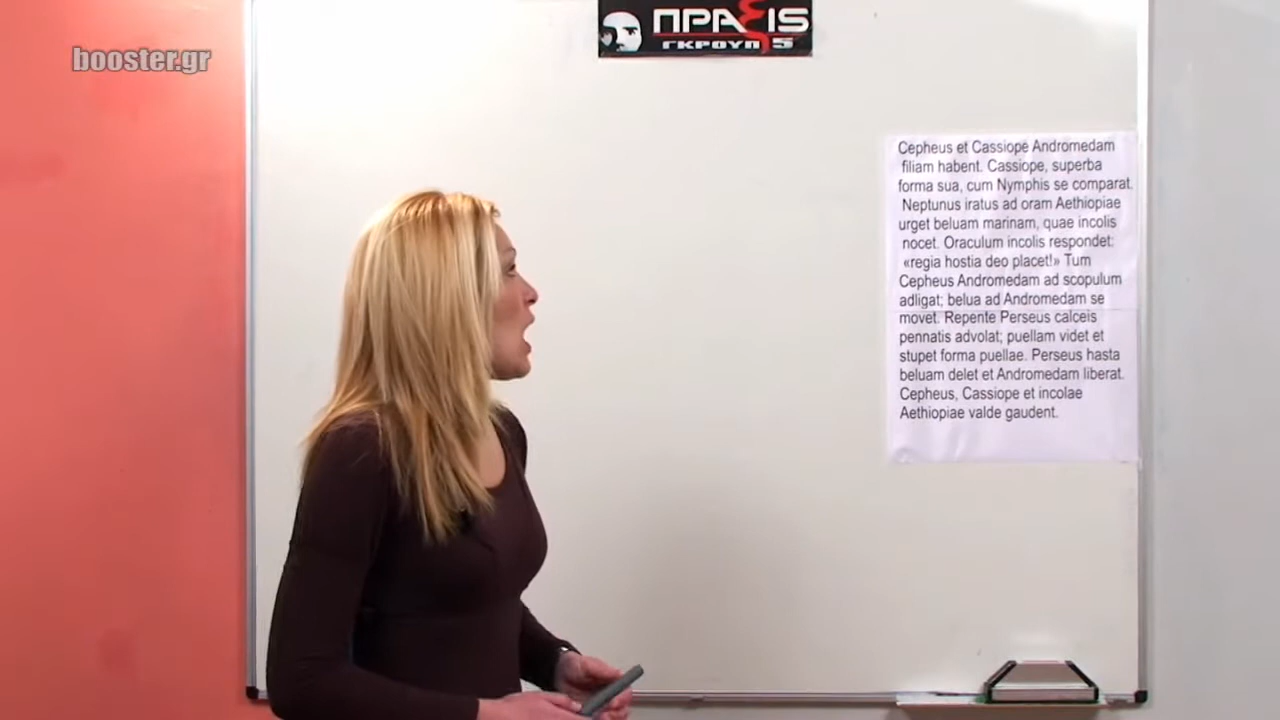 booster.gr
ΠΡΑΞIS
ΓΚΡΟΥΠ 5
Cepheus et Cassiope Andromedam
filiam habent. Cassiope, superba
forma sua, cum Nymphis se comparat.
Neptunus iratus ad oram Aethiopiae
urget beluam marinam, quae incolis
nocet. Oraculum incolis respondet:
«regia hostia deo placet!» Tum
Cepheus Andromedam ad scopulum
adligat; belua ad Andromedam se
movet. Repente Perseus calceis
pennatis advolat; puellam videt et
stupet forma puellae. Perseus hasta
beluam delet et Andromedam liberat.
Cepheus, Cassiope et incolae
Aethiopiae valde gaudent.